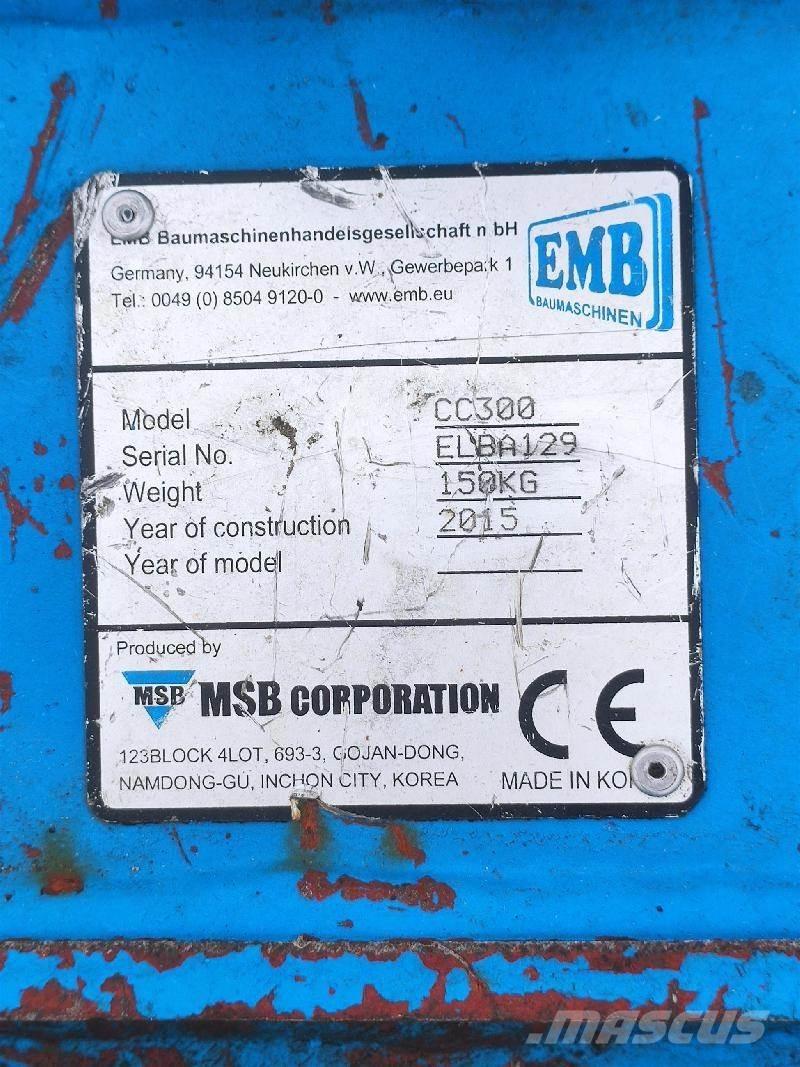 EMB Baumaschinenhandelsgesellschaft mbH
Germany, 94154 Neukirchen v.W., Gewerbepark 1
Tel.: 0049 (0) 8504 9120-0 - www.emb.eu
EMB
BAUMASCHINEN
Model CC300
Serial No. ELBA129
Weight 150KG
Year of construction 2015
Year of model
Produced by
MSB MSB CORPORATION CE
123BLOCK 4LOT, 693-3, GOJAN-DONG,
NAMDONG-GU, INCHON CITY, KOREA
MADE IN KOREA
mascus